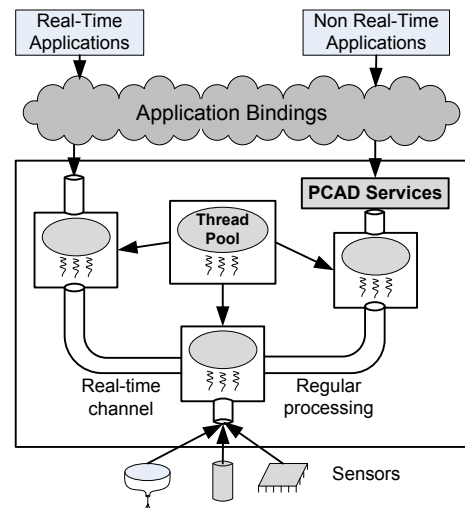 Real-Time
Applications
Non Real-Time
Applications
Application Bindings
PCAD Services
Thread
Pool
Real-time
channel
Regular
processing
Sensors